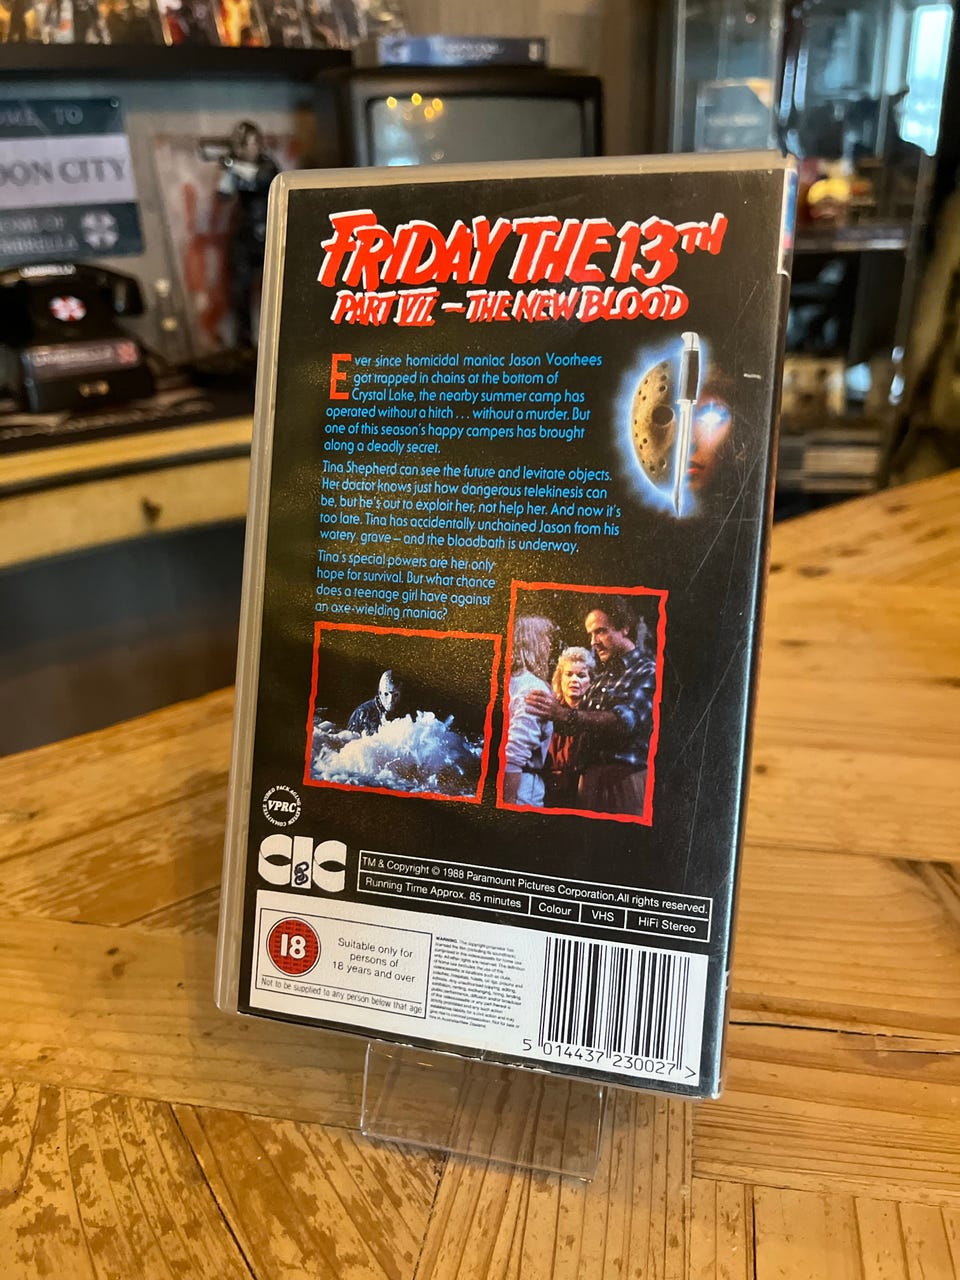 FRIDAY THE 13TH
PART VII. – THE NEW BLOOD
Ever since homicidal maniac Jason Voorhees
got trapped in chains at the bottom of
Crystal Lake, the nearby summer camp has
operated without a hitch . . . without a murder. But
one of this season's happy campers has brought
along a deadly secret.
Tina Shepherd can see the future and levitate objects.
Her doctor knows just how dangerous telekinesis can
be, but he's out to exploit her, not help her. And now it's
too late. Tina has accidentally unchained Jason from his
watery grave – and the bloodbath is underway.
Tina's special powers are her only
hope for survival. But what chance
does a teenage girl have against
an axe-wielding maniac?
VIDEO PACKAGING REVIEW COMMITTEE
VPRC
CIC
TM & Copyright © 1988 Paramount Pictures Corporation. All rights reserved.
Running Time Approx. 85 minutes
Colour
VHS
HiFi Stereo
18
Suitable only for
persons of
18 years and over
Not to be supplied to any person below that age
5 014437 230027 >
TO
OON CITY